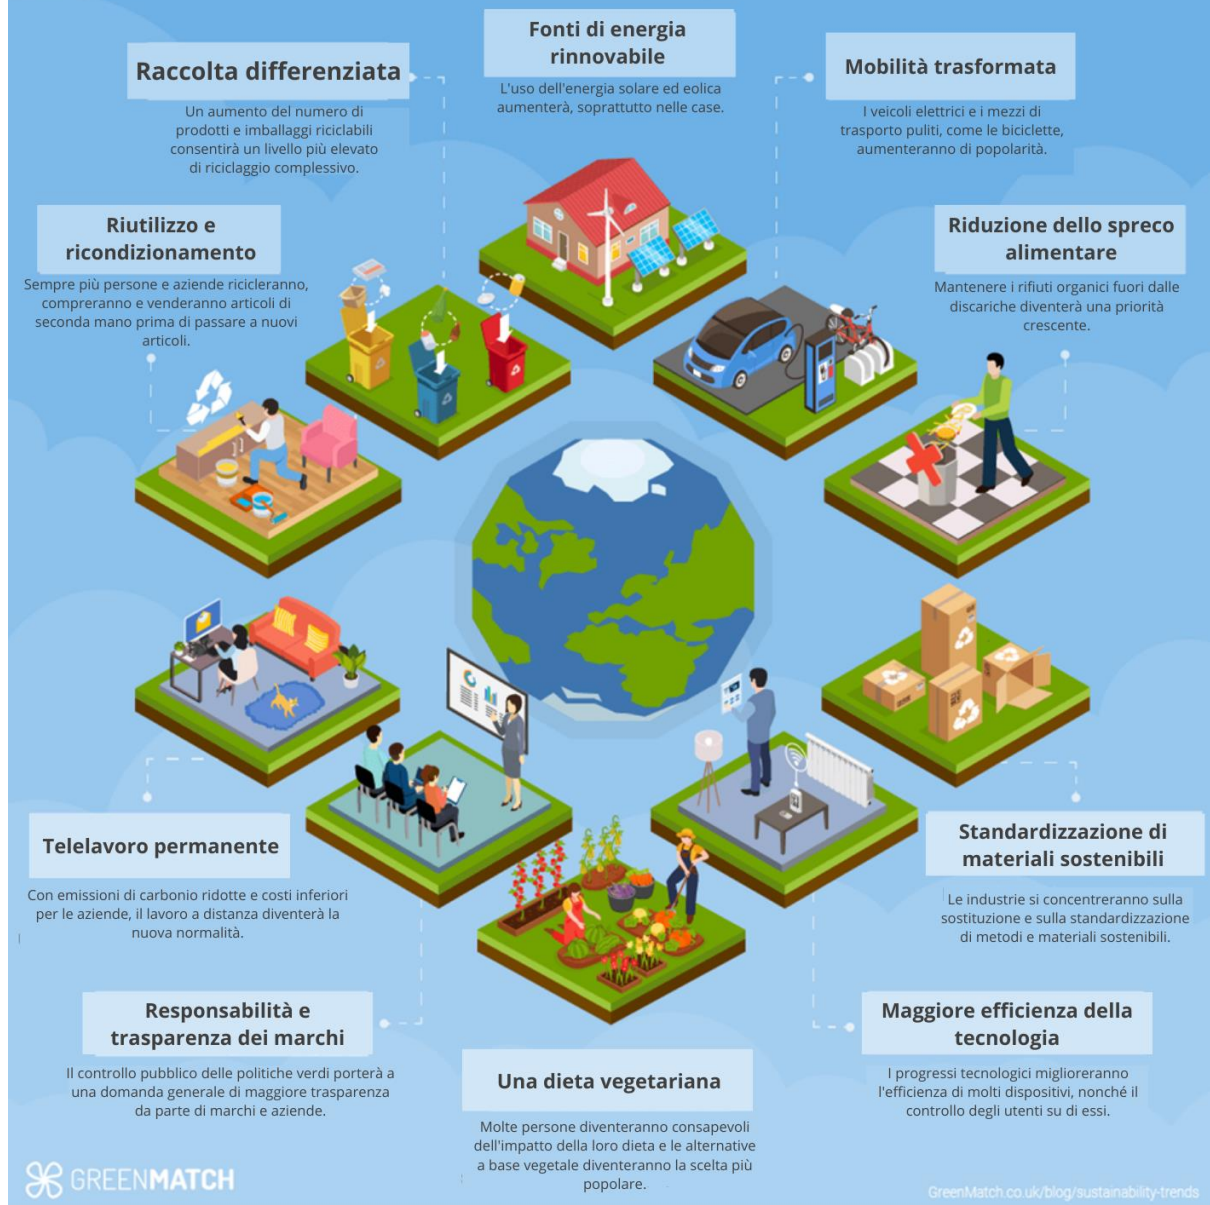 Fonti di energia
rinnovabile
L'uso dell'energia solare ed eolica
aumenterà, soprattutto nelle case.
Raccolta differenziata
Un aumento del numero di
prodotti e imballaggi riciclabili
consentirà un livello più elevato
di riciclaggio complessivo.
Mobilità trasformata
I veicoli elettrici e i mezzi di
trasporto puliti, come le biciclette,
aumenteranno di popolarità.
Riutilizzo e
ricondizionamento
Sempre più persone e aziende ricicleranno,
compreranno e venderanno articoli di
seconda mano prima di passare a nuovi
articoli.
Riduzione dello spreco
alimentare
Mantenere i rifiuti organici fuori dalle
discariche diventerà una priorità
crescente.
Telelavoro permanente
Con emissioni di carbonio ridotte e costi inferiori
per le aziende, il lavoro a distanza diventerà la
nuova normalità.
Standardizzazione di
materiali sostenibili
Le industrie si concentreranno sulla
sostituzione e sulla standardizzazione
di metodi e materiali sostenibili.
Responsabilità e
trasparenza dei marchi
Il controllo pubblico delle politiche verdi porterà a
una domanda generale di maggiore trasparenza
da parte di marchi e aziende.
Maggiore efficienza della
tecnologia
I progressi tecnologici miglioreranno
l'efficienza di molti dispositivi, nonché il
controllo degli utenti su di essi.
Una dieta vegetariana
Molte persone diventeranno consapevoli
dell'impatto della loro dieta e le alternative
a base vegetale diventeranno la scelta più
popolare.
GREENMATCH
GreenMatch.co.uk/blog/sustainability-trends